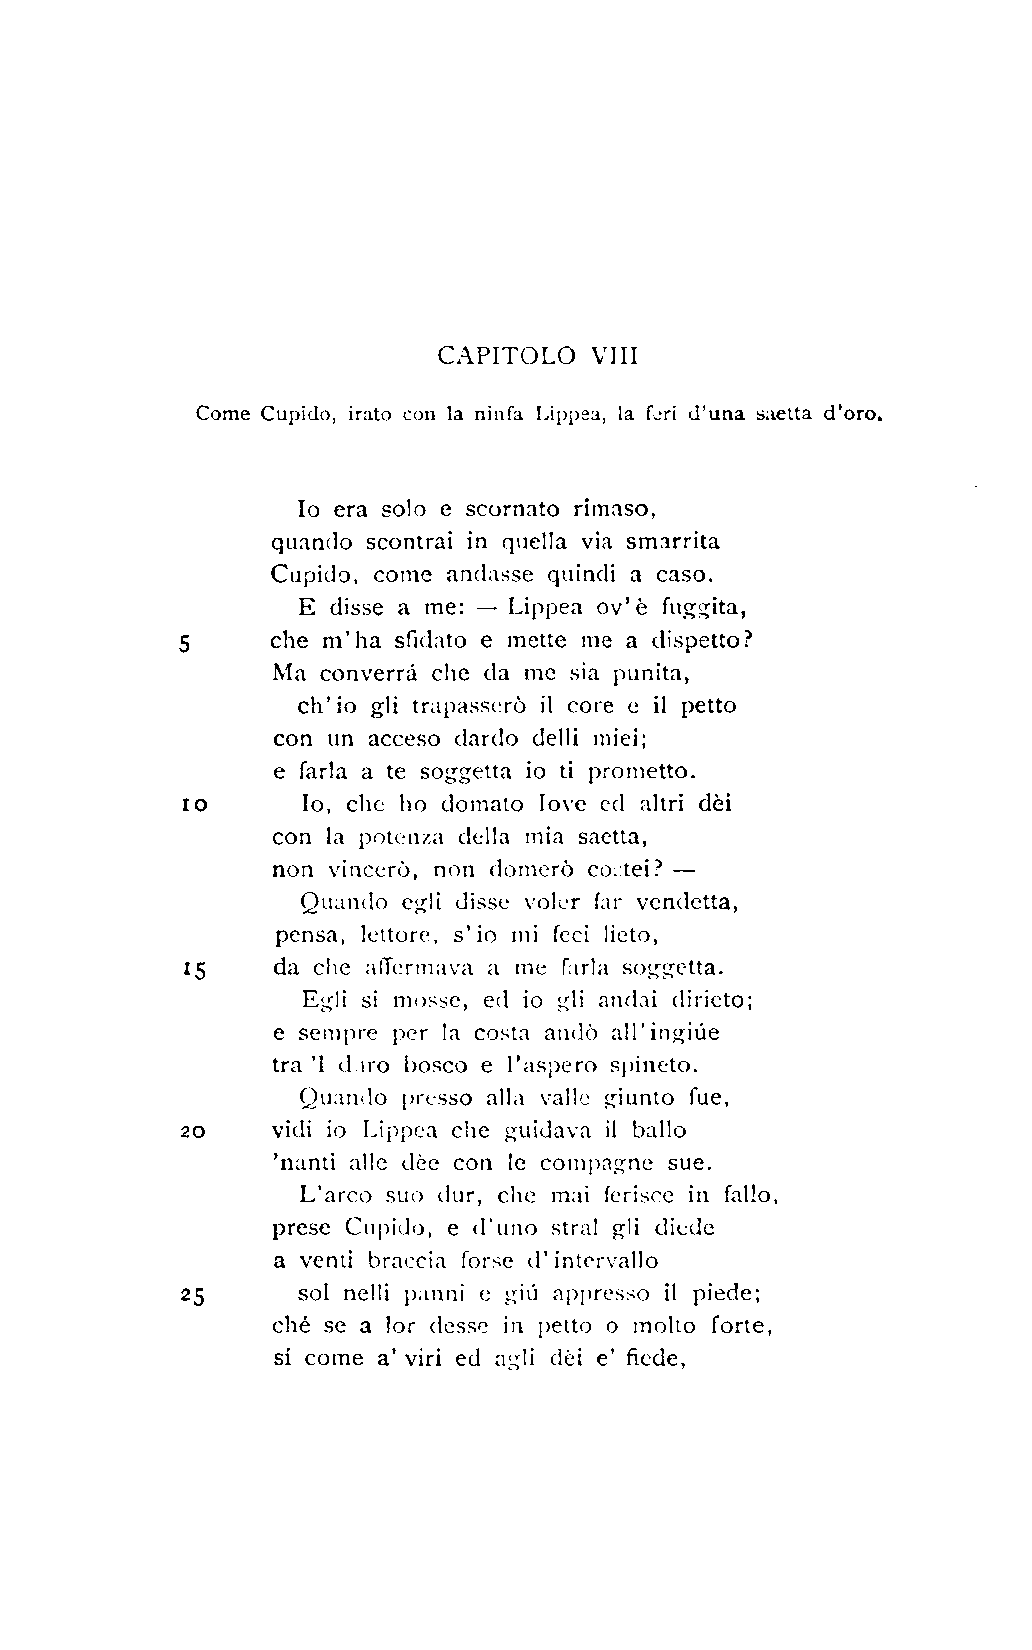 CAPITOLO VIII
Come Cupido, irato con la ninfa Lippea, la ferí d'una saetta d'oro.
Io era solo e scornato rimaso,
quando scontrai in quella via smarrita
Cupido, come andasse quindi a caso.
E disse a me: — Lippea ov'è fuggita,
5 che m'ha sfidato e mette me a dispetto?
Ma converrá che da me sia punita,
ch'io gli trapasserò il core e il petto
con un acceso dardo delli miei;
e farla a te soggetta io ti prometto.
10 Io, che ho domato Iove ed altri dèi
con la potenza della mia saetta,
non vincerò, non domerò costei? —
Quando egli disse voler far vendetta,
pensa, lettore, s'io mi feci lieto,
15 da che affermava a me farla soggetta.
Egli si mosse, ed io gli andai dirieto;
e sempre per la costa andò all'ingiúe
tra 'l duro bosco e l'aspero spineto.
Quando presso alla valle giunto fue,
20 vidi io Lippea che guidava il ballo
'nanti alle dèe con le compagne sue.
L'arco suo dur, che mai ferisce in fallo,
prese Cupido, e d'uno stral gli diede
a venti braccia forse d'intervallo
25 sol nelli panni e giú appresso il piede;
ché se a lor desse in petto o molto forte,
sí come a' viri ed agli dèi e' fiede,